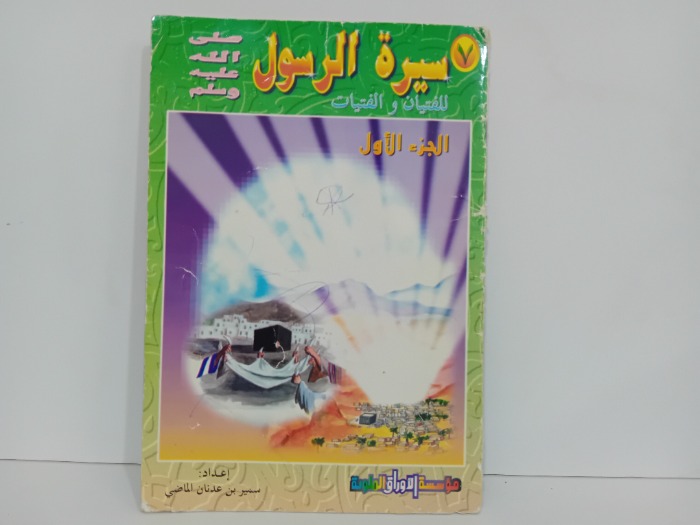 ٧
سيرة الرسول
صلى
الله
عليه
وسلم
للفتيان و الفتيات
الجزء الأول
إعداد:
سمير بن عدنان الماضي
مؤسسة الأوراق الملونة